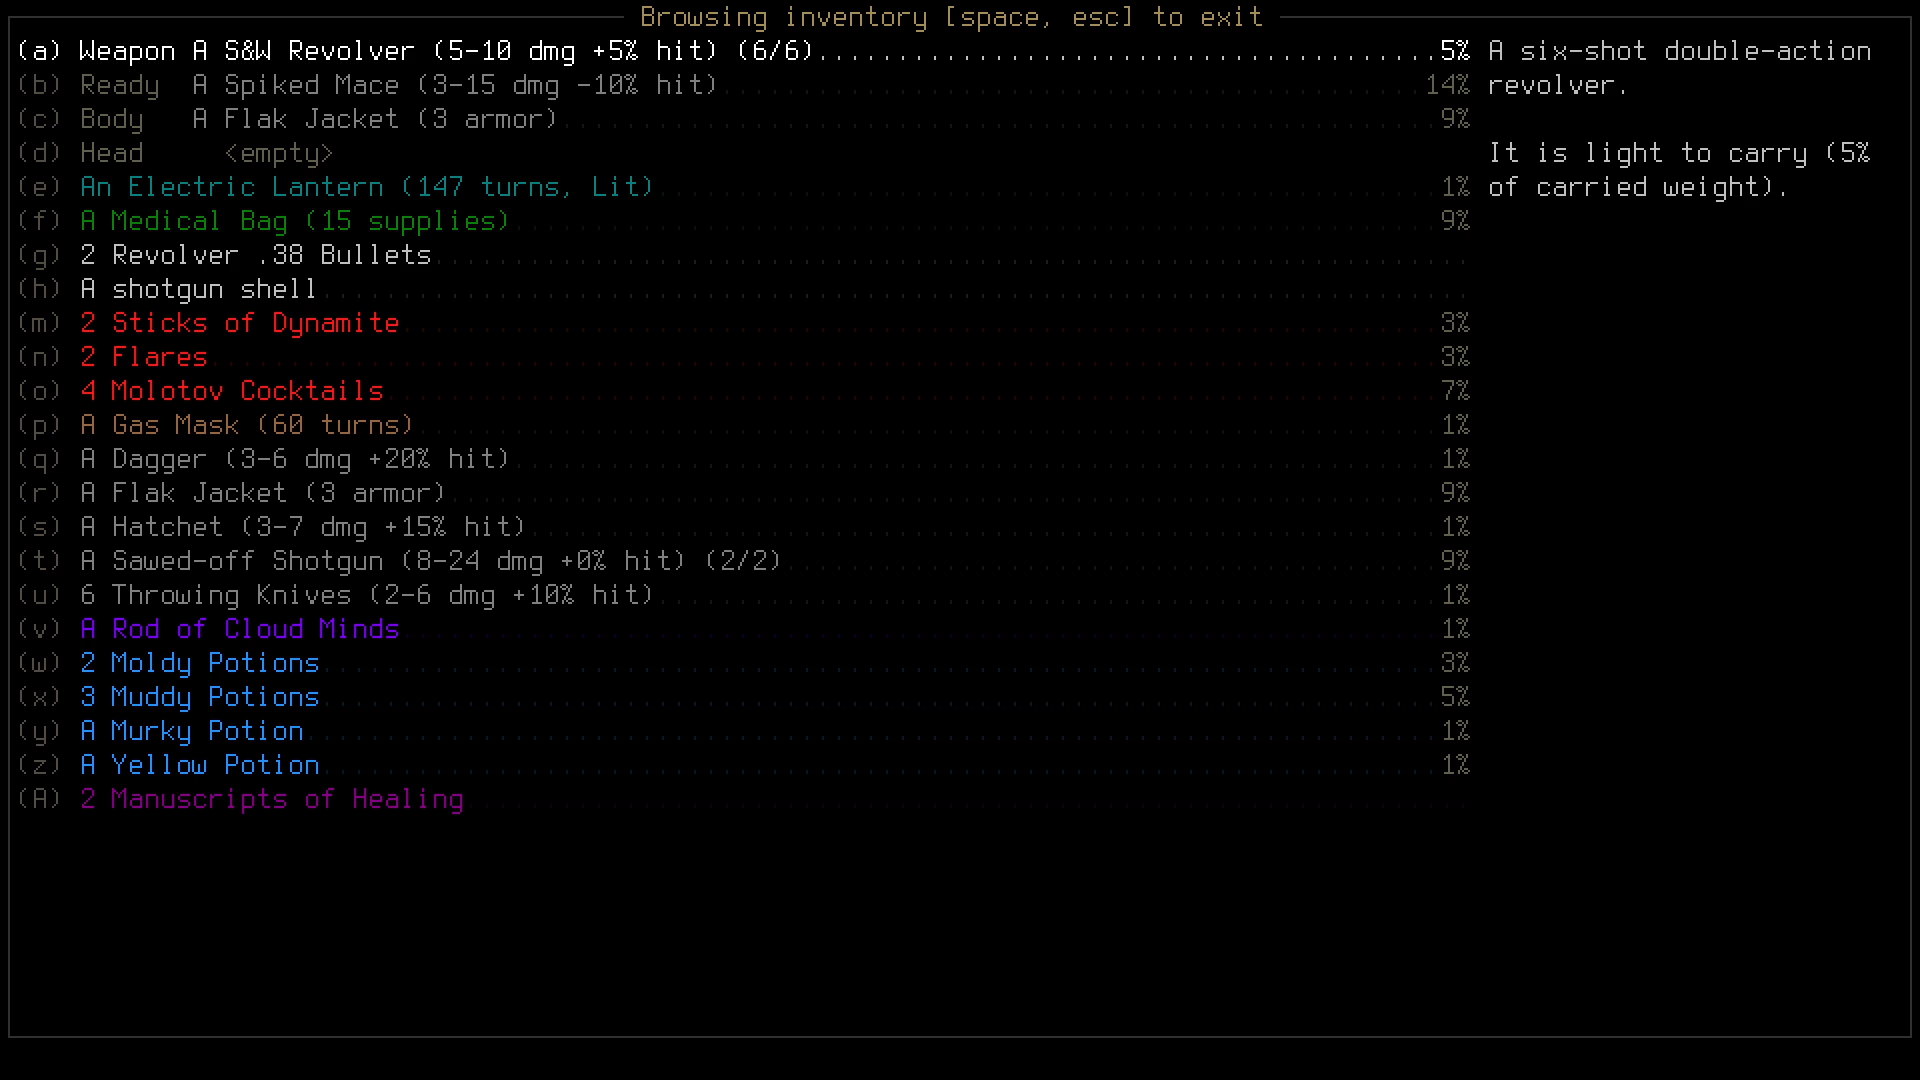 Browsing inventory [space, esc] to exit
(a) Weapon A S&W Revolver (5-10 dmg +5% hit) (6/6).......................................5% A six-shot double-action
(b) Ready A Spiked Mace (3-15 dmg -10% hit) 14% revolver.
(c) Body A Flak Jacket (3 armor) 9%
(d) Head <empty> It is light to carry (5%
(e) An Electric Lantern (147 turns, Lit) 1% of carried weight).
(f) A Medical Bag (15 supplies) 9%
(g) 2 Revolver .38 Bullets
(h) A shotgun shell
(m) 2 Sticks of Dynamite 3%
(n) 2 Flares 3%
(o) 4 Molotov Cocktails 7%
(p) A Gas Mask (60 turns) 1%
(q) A Dagger (3-6 dmg +20% hit) 1%
(r) A Flak Jacket (3 armor) 9%
(s) A Hatchet (3-7 dmg +15% hit) 1%
(t) A Sawed-off Shotgun (8-24 dmg +0% hit) (2/2) 9%
(u) 6 Throwing Knives (2-6 dmg +10% hit) 1%
(v) A Rod of Cloud Minds 1%
(w) 2 Moldy Potions 3%
(x) 3 Muddy Potions 5%
(y) A Murky Potion 1%
(z) A Yellow Potion 1%
(A) 2 Manuscripts of Healing